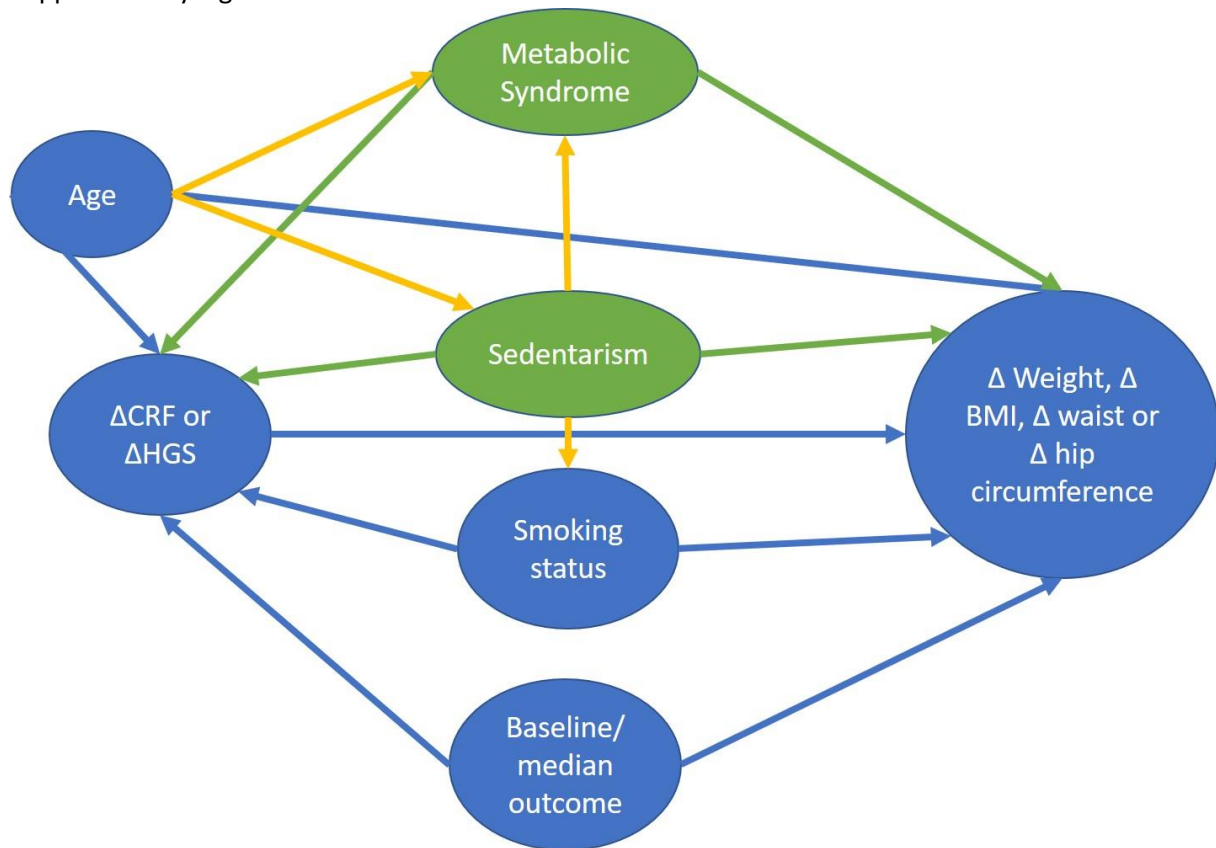 Metabolic
Syndrome
Age
Sedentarism
ΔCRF or
ΔHGS
Δ Weight, Δ
BMI, Δ waist or
Δ hip
circumference
Smoking
status
Baseline/
median
outcome